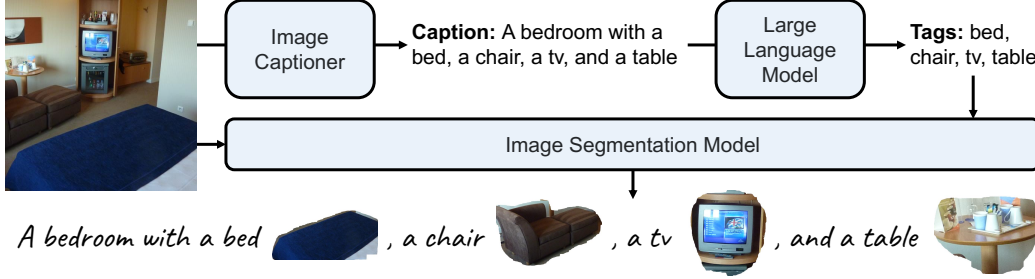 Image
Captioner
Caption: A bedroom with a
bed, a chair, a tv, and a table
Large
Language
Model
Tags: bed,
chair, tv, table
Image Segmentation Model
A bedroom with a bed , a chair , a tv , and a table